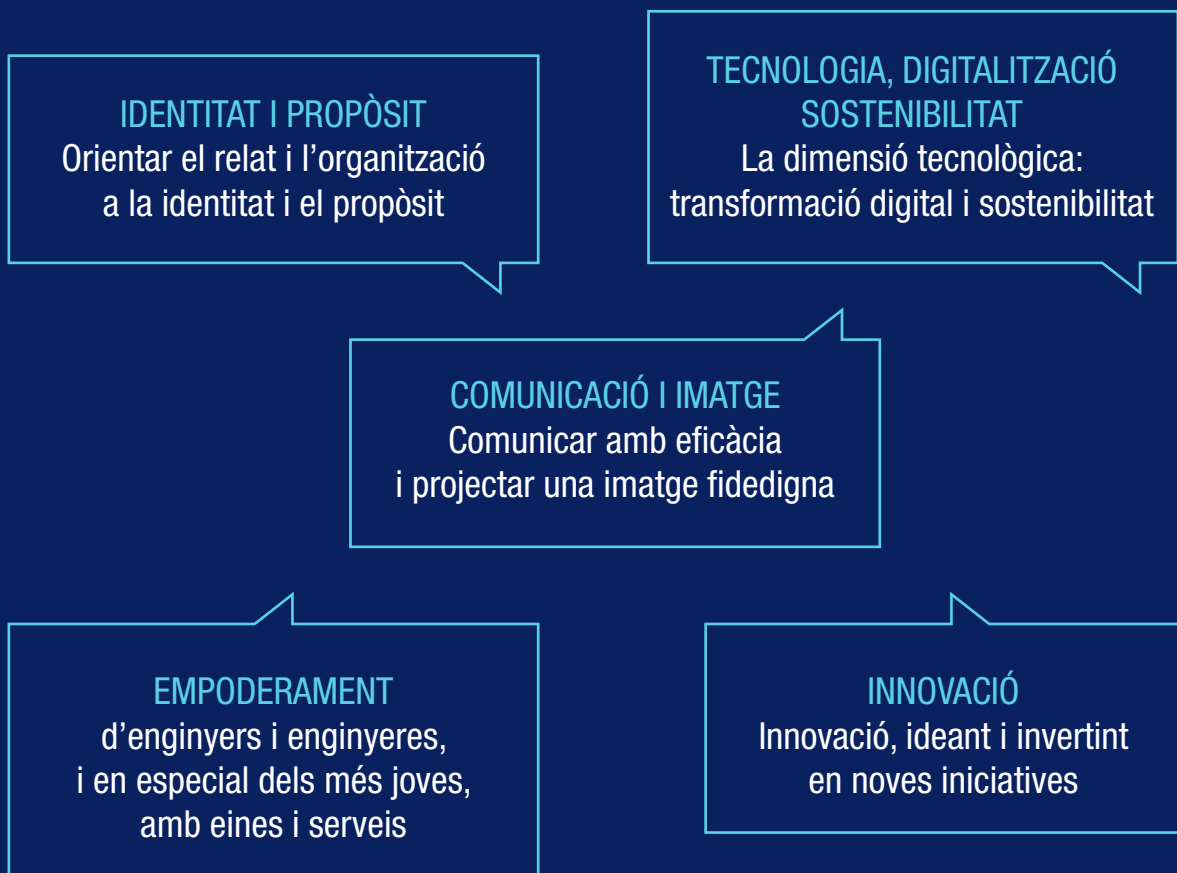 IDENTITAT I PROPÒSIT
Orientar el relat i l’organització
a la identitat i el propòsit
TECNOLOGIA, DIGITALITZACIÓ
SOSTENIBILITAT
La dimensió tecnològica:
transformació digital i sostenibilitat
COMUNICACIÓ I IMATGE
Comunicar amb eficàcia
i projectar una imatge fidedigna
EMPODERAMENT
d’enginyers i enginyeres,
i en especial dels més joves,
amb eines i serveis
INNOVACIÓ
Innovació, ideant i invertint
en noves iniciatives